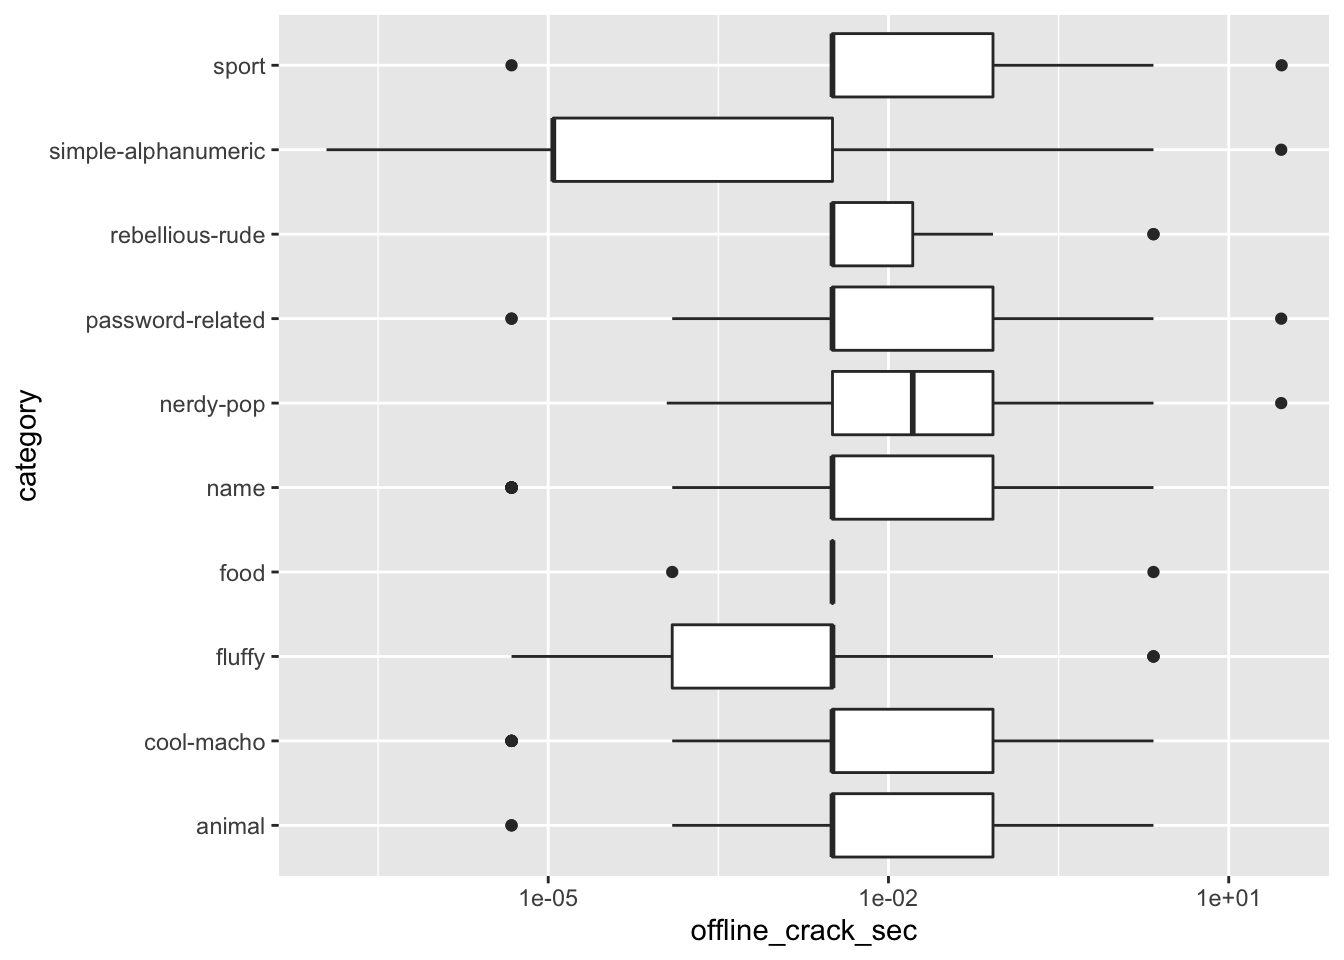 sport
simple-alphanumeric
rebellious-rude
password-related
nerdy-pop
name
food
fluffy
cool-macho
animal
category
1e-05 1e-02 1e+01
offline_crack_sec